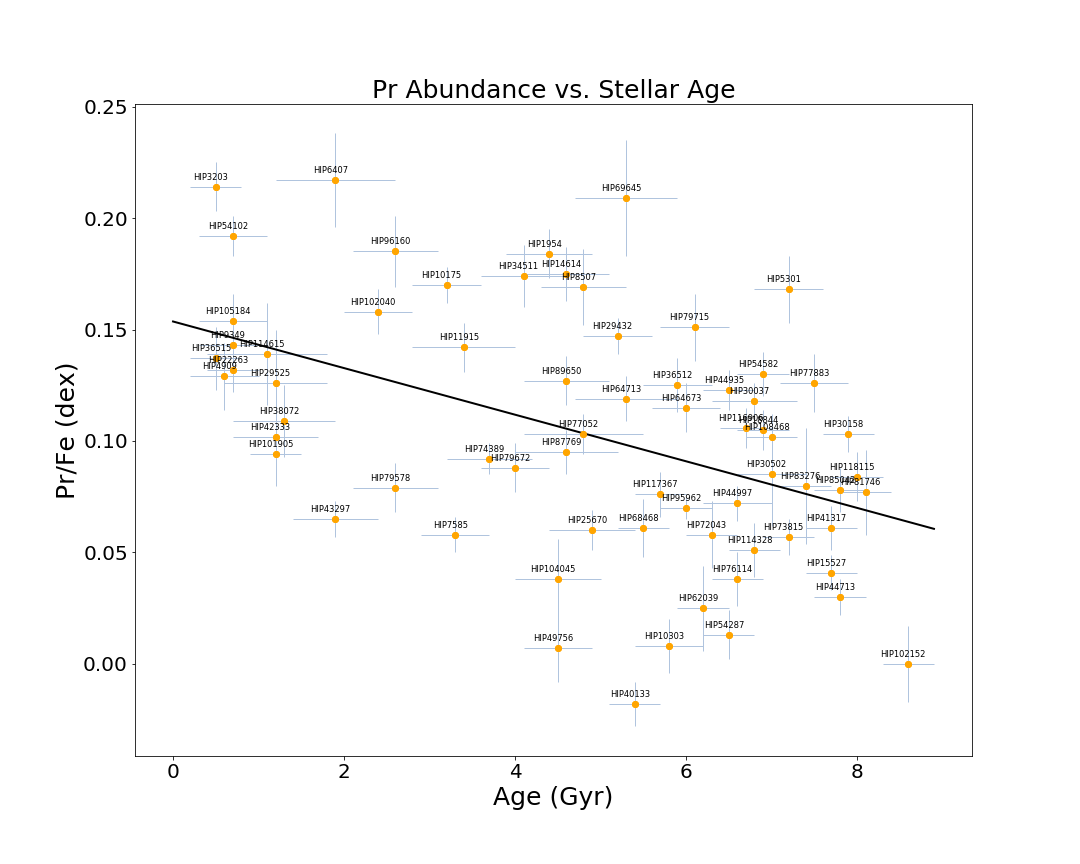 Pr Abundance vs. Stellar Age
0.25
0.20
0.15
0.10
0.05
0.00
Pr/Fe (dex)
HIP3203
HIP6407
HIP69645
HIP54102
HIP96160
HIP1954
HIP34511
HIP14614
HIP10175
HIP8507
HIP5301
HIP102040
HIP105184
HIP79715
HIP29432
HIP9349
HIP11915
HIP114615
HIP36515
HIP22263
HIP4909
HIP29525
HIP89650
HIP36512
HIP54582
HIP77883
HIP44935
HIP64713
HIP30037
HIP64673
HIP38072
HIP42333
HIP77052
HIP108468
HIP30158
HIP101905
HIP87769
HIP74389
HIP79672
HIP30502
HIP118115
HIP83276
HIP81746
HIP79578
HIP117367
HIP44997
HIP95962
HIP43297
HIP7585
HIP25670
HIP68468
HIP72043
HIP73815
HIP41317
HIP114328
HIP104045
HIP76114
HIP15527
HIP44713
HIP62039
HIP49756
HIP10303
HIP54287
HIP102152
HIP40133
0 2 4 6 8
Age (Gyr)